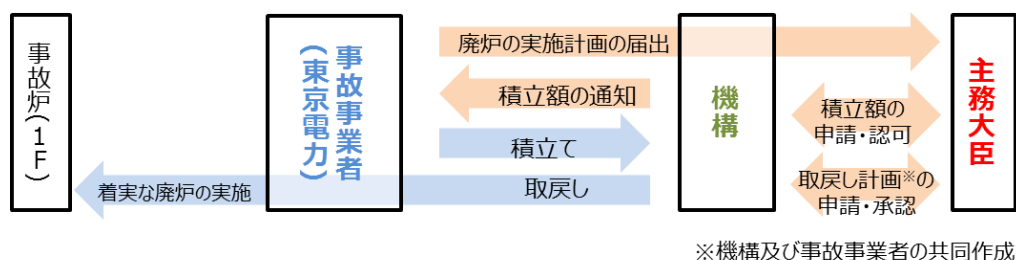 事故炉(1F)
事故事業者
(東京電力)
廃炉の実施計画の届出
積立額の通知
積立て
取戻し
着実な廃炉の実施
機構
積立額の
申請・認可
取戻し計画※の
申請・承認
主務大臣
※機構及び事故事業者の共同作成